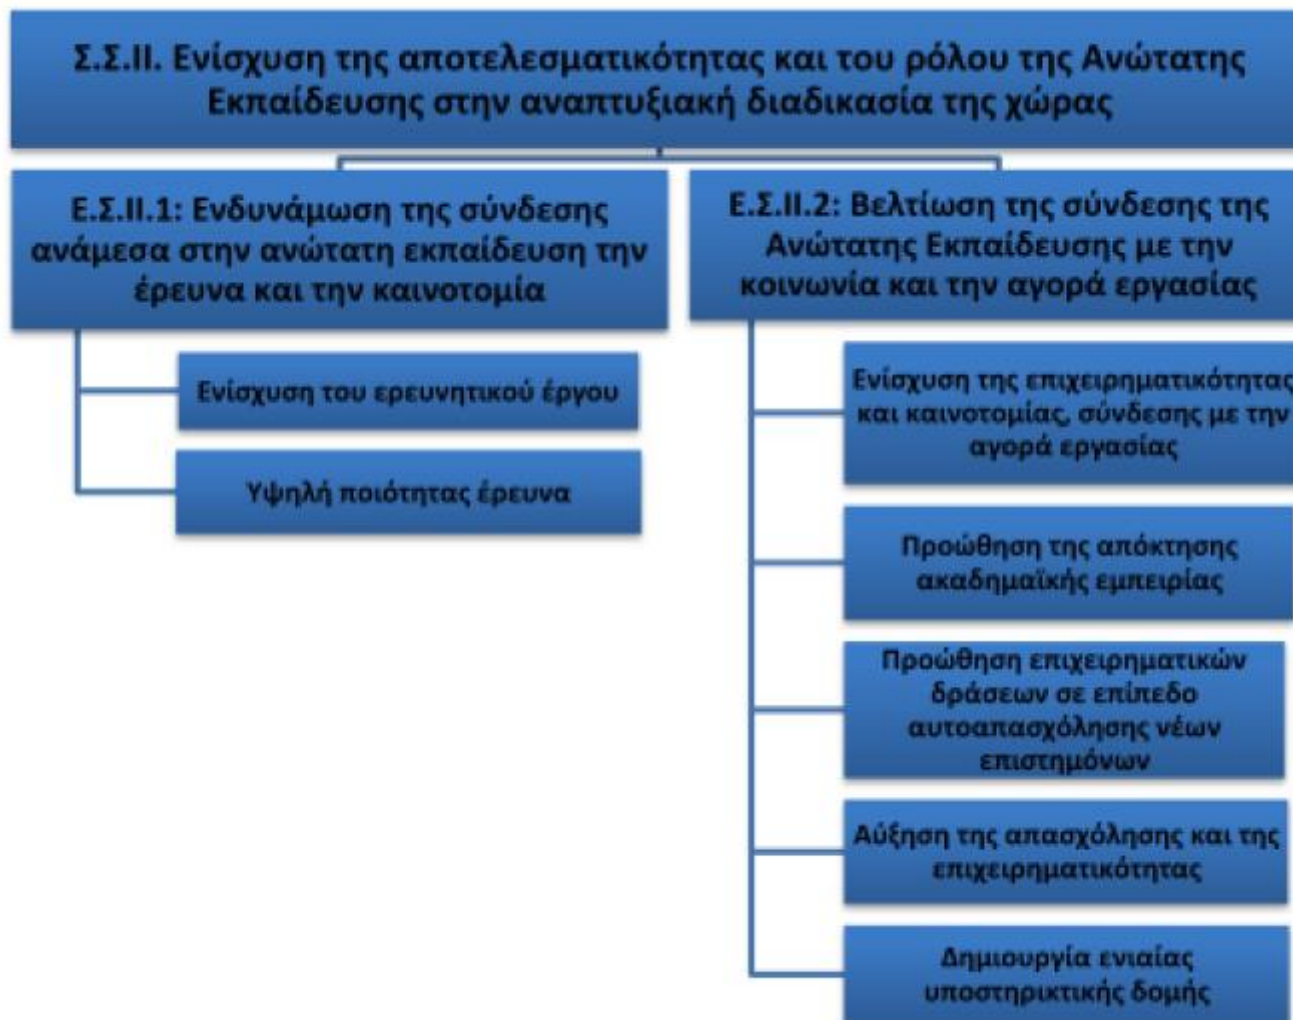 Σ.Σ.ΙΙ. Ενίσχυση της αποτελεσματικότητας και του ρόλου της Ανώτατης
Εκπαίδευσης στην αναπτυξιακή διαδικασία της χώρας
Ε.Σ.ΙΙ.1: Ενδυνάμωση της σύνδεσης
ανάμεσα στην ανώτατη εκπαίδευση την
έρευνα και την καινοτομία
Ενίσχυση του ερευνητικού έργου
Υψηλή ποιότητας έρευνα
Ε.Σ.ΙΙ.2: Βελτίωση της σύνδεσης της
Ανώτατης Εκπαίδευσης με την
κοινωνία και την αγορά εργασίας
Ενίσχυση της επιχειρηματικότητας
και καινοτομίας, σύνδεσης με την
αγορά εργασίας
Προώθηση της απόκτησης
ακαδημαϊκής εμπειρίας
Προώθηση επιχειρηματικών
δράσεων σε επίπεδο
αυτοαπασχόλησης νέων
επιστημόνων
Αύξηση της απασχόλησης και της
επιχειρηματικότητας
Δημιουργία ενιαίας
υποστηρικτικής δομής